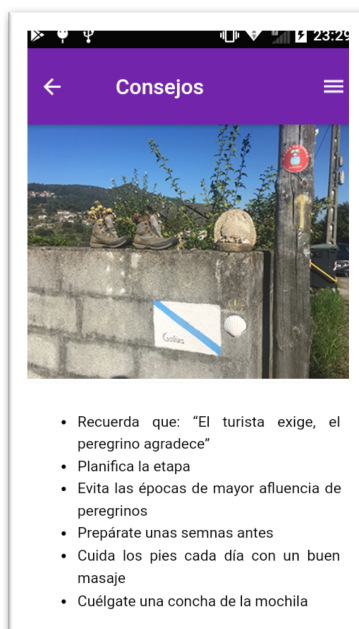 23:29
Consejos
Galicia
• Recuerda que: “El turista exige, el
peregrino agradece”
• Planifica la etapa
• Evita las épocas de mayor afluencia de
peregrinos
• Prepárate unas semnas antes
• Cuida los pies cada día con un buen
masaje
• Cuélgate una concha de la mochila